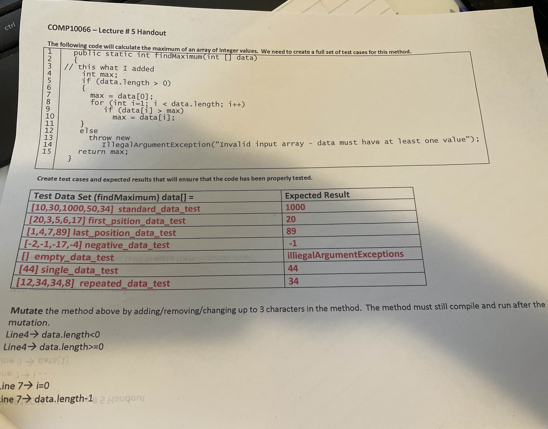 ctrl
COMP10066 – Lecture # 5 Handout
The following code will calculate the maximum of an array of integer values. We need to create a full set of test cases for this method.
1 public static int findMaximum(int [] data)
2 {
3 // this what I added
4 int max;
5 if (data.length > 0)
6 {
7 max = data[0];
8 for (int i=1; i < data.length; i++)
9 if (data[i] > max)
10 max = data[i];
11 }
12 else
13 throw new
14 IllegalArgumentException("Invalid input array - data must have at least one value");
15 return max;
}
Create test cases and expected results that will ensure that the code has been properly tested.
Test Data Set (findMaximum) data[] = Expected Result
[10,30,1000,50,34] standard_data_test 1000
[20,3,5,6,17] first_psition_data_test 20
[1,4,7,89] last_position_data_test 89
[-2,-1,-17,-4] negative_data_test -1
[] empty_data_test illiegalArgumentExceptions
[44] single_data_test 44
[12,34,34,8] repeated_data_test 34
Mutate the method above by adding/removing/changing up to 3 characters in the method. The method must still compile and run after the
mutation.
Line4→ data.length<0
Line4→ data.length>=0
ine 7→ i=0
ine 7→ data.length-1